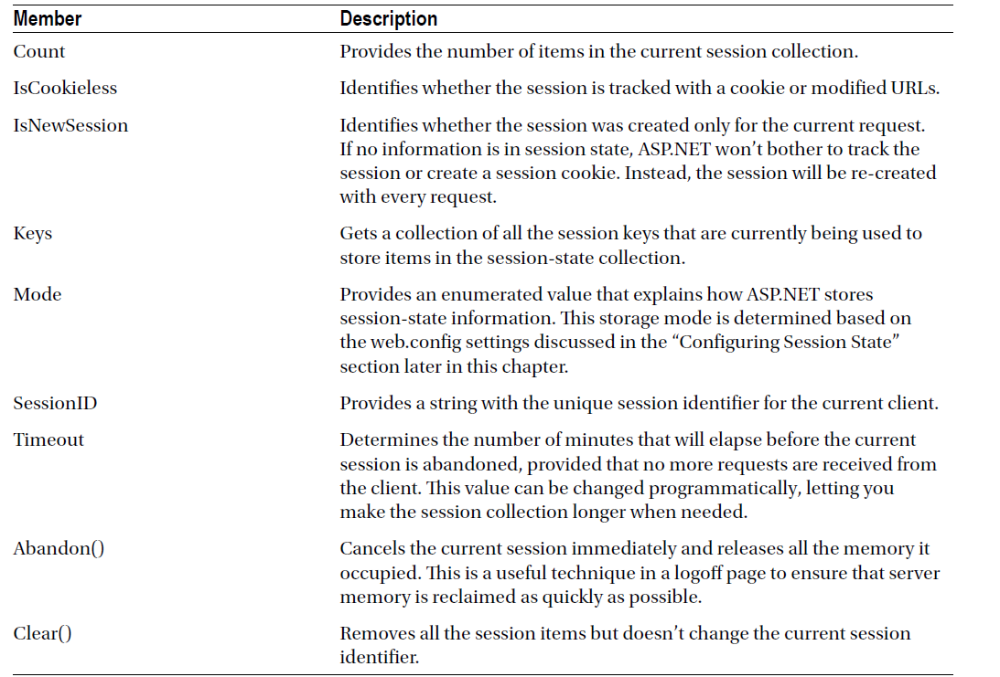 Member Description
Count Provides the number of items in the current session collection.
IsCookieless Identifies whether the session is tracked with a cookie or modified URLs.
IsNewSession Identifies whether the session was created only for the current request.
If no information is in session state, ASP.NET won’t bother to track the
session or create a session cookie. Instead, the session will be re-created
with every request.
Keys Gets a collection of all the session keys that are currently being used to
store items in the session-state collection.
Mode Provides an enumerated value that explains how ASP.NET stores
session-state information. This storage mode is determined based on
the web.config settings discussed in the “Configuring Session State”
section later in this chapter.
SessionID Provides a string with the unique session identifier for the current client.
Timeout Determines the number of minutes that will elapse before the current
session is abandoned, provided that no more requests are received from
the client. This value can be changed programmatically, letting you
make the session collection longer when needed.
Abandon() Cancels the current session immediately and releases all the memory it
occupied. This is a useful technique in a logoff page to ensure that server
memory is reclaimed as quickly as possible.
Clear() Removes all the session items but doesn’t change the current session
identifier.